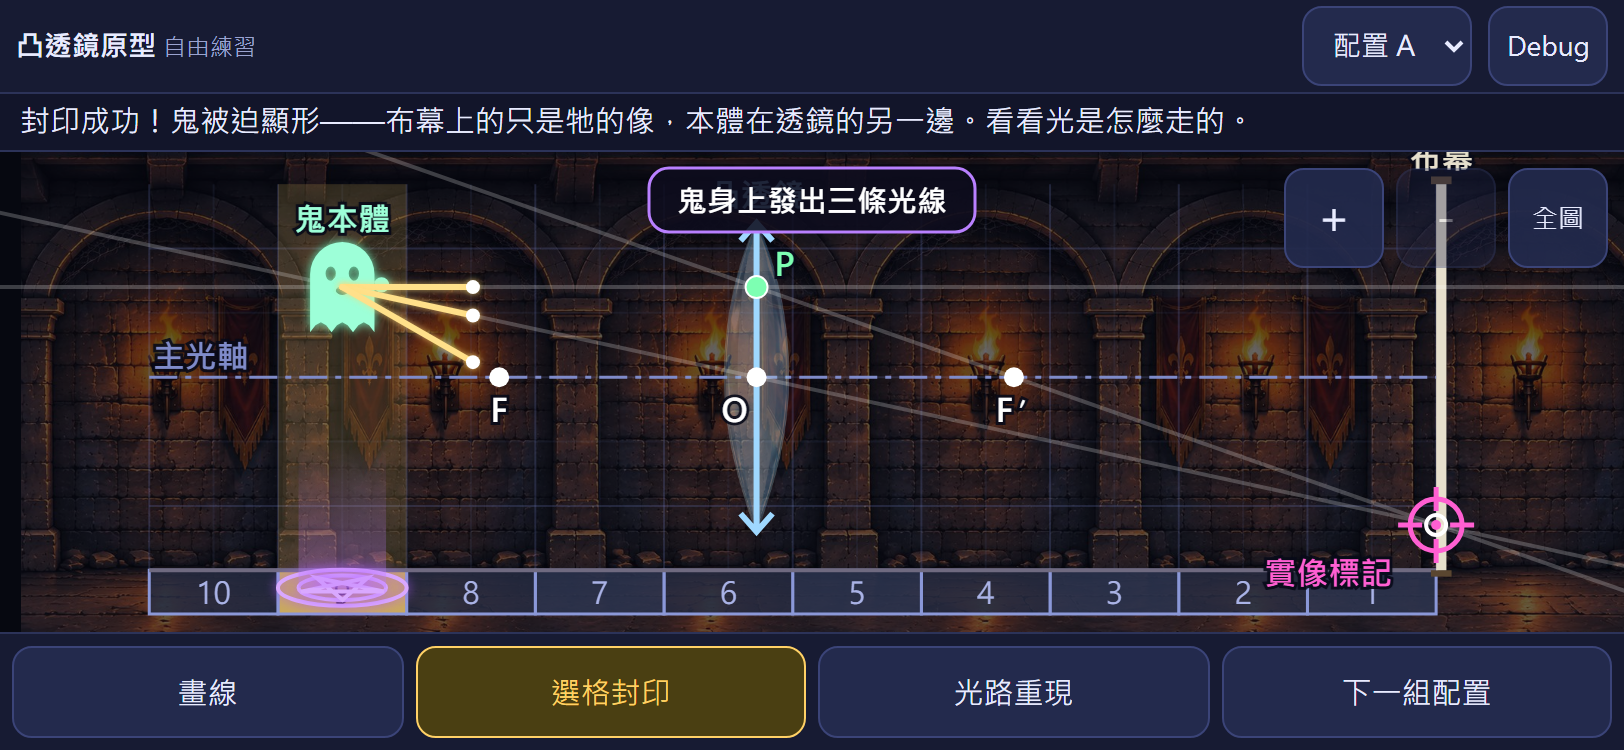 凸透鏡原型 自由練習
配置 A
Debug
封印成功！鬼被迫顯形——布幕上的只是牠的像，本體在透鏡的另一邊。看看光是怎麼走的。
布幕
鬼身上發出三條光線
+
-
全圖
鬼本體
P
主光軸
F
O
F′
實像標記
10
8
7
6
5
4
3
2
1
畫線
選格封印
光路重現
下一組配置